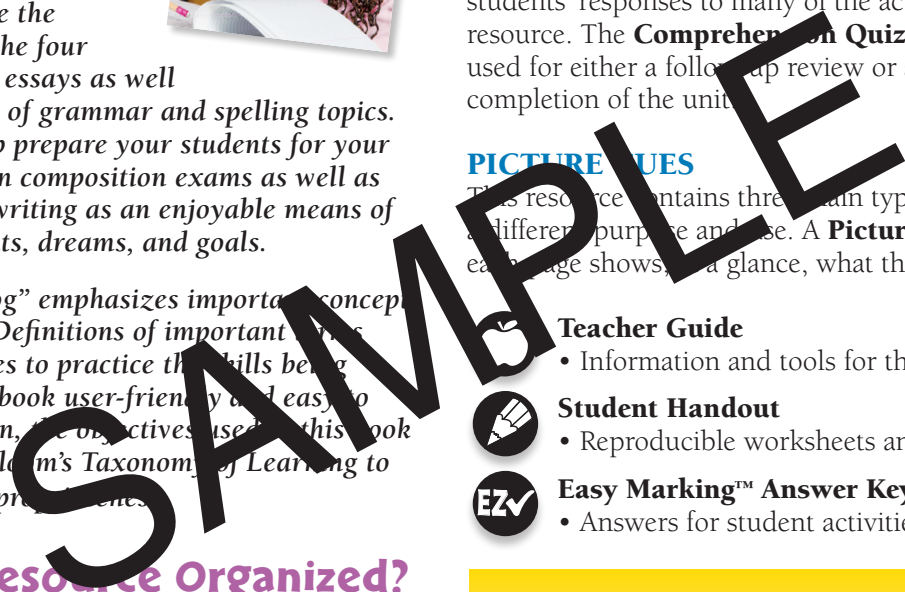 e the
he four
essays as well
of grammar and spelling topics.
prepare your students for your
n composition exams as well as
writing as an enjoyable means of
ts, dreams, and goals.
og” emphasizes important concept
Definitions of important
es to practice the skills being
book user-friendly and easy to
n, the objectives used in this book
loom’s Taxonomy of Learning to
esource Organized?
students’ responses to many of the ac
resource. The Comprehension Quiz
used for either a follow-up review or
completion of the unit.
PICTURE CUES
This resource contains three main typ
a different purpose and use. A Pictur
each page shows, at a glance, what th
Teacher Guide
• Information and tools for th
Student Handout
• Reproducible worksheets an
EZ✓
Easy Marking™ Answer Key
• Answers for student activitie
SAMPLE